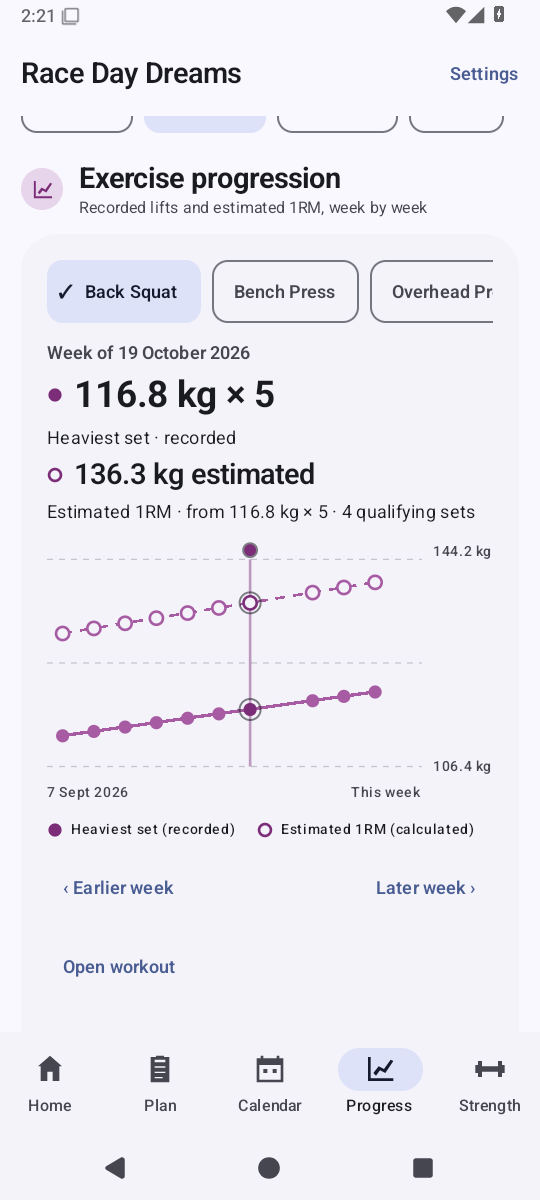 2:21
Race Day Dreams
Settings
Exercise progression
Recorded lifts and estimated 1RM, week by week
✓ Back Squat
Bench Press
Overhead Pr
Week of 19 October 2026
116.8 kg × 5
Heaviest set · recorded
136.3 kg estimated
Estimated 1RM · from 116.8 kg × 5 · 4 qualifying sets
144.2 kg
106.4 kg
7 Sept 2026
This week
Heaviest set (recorded)
Estimated 1RM (calculated)
‹ Earlier week
Later week ›
Open workout
Home
Plan
Calendar
Progress
Strength